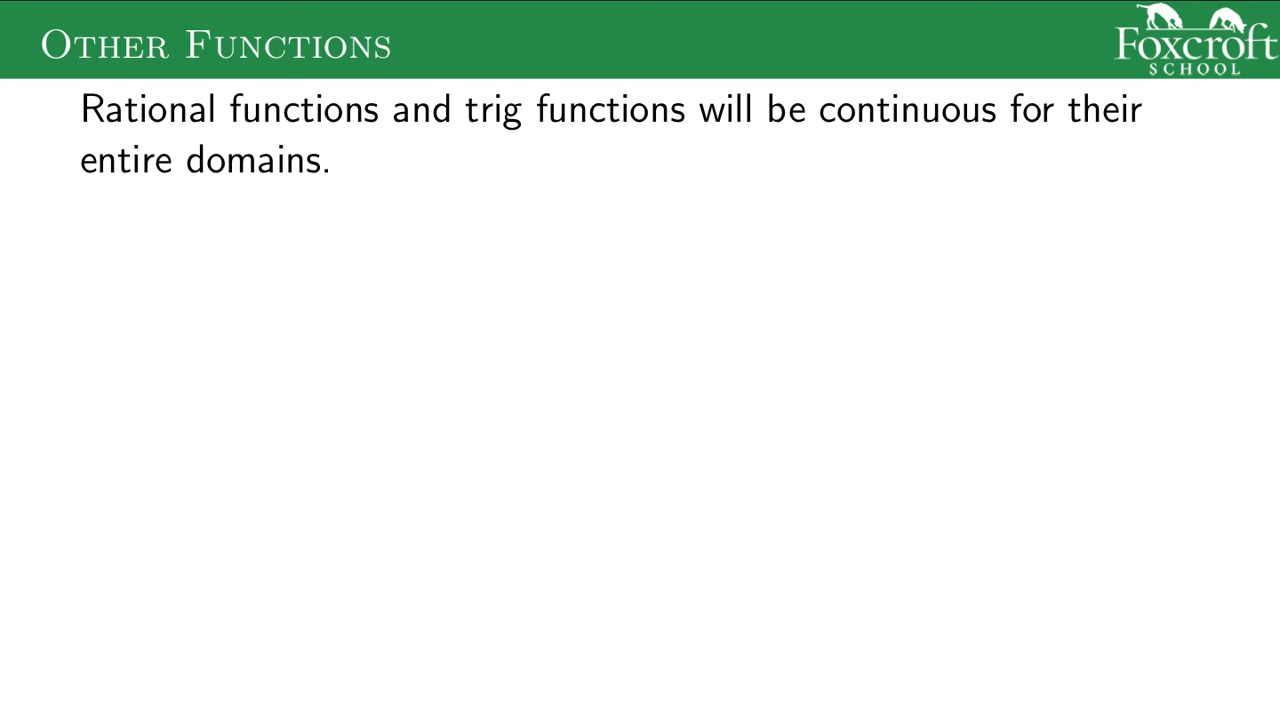 Other Functions
Foxcroft
SCHOOL
Rational functions and trig functions will be continuous for their
entire domains.